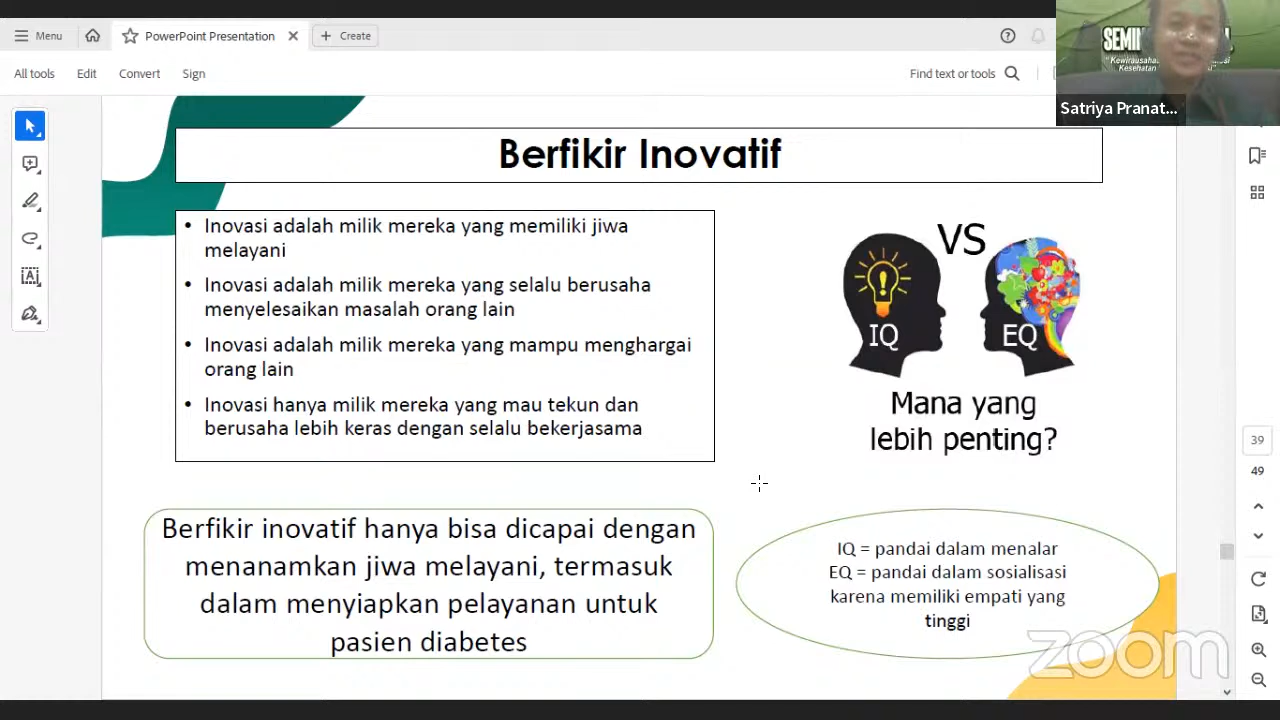 Menu
PowerPoint Presentation
Create
All tools
Edit
Convert
Sign
Find text or tools
Satriya Pranat...
Berfikir Inovatif
• Inovasi adalah milik mereka yang memiliki jiwa
melayani
• Inovasi adalah milik mereka yang selalu berusaha
menyelesaikan masalah orang lain
• Inovasi adalah milik mereka yang mampu menghargai
orang lain
• Inovasi hanya milik mereka yang mau tekun dan
berusaha lebih keras dengan selalu bekerjasama
VS
IQ
EQ
Mana yang
lebih penting?
Berfikir inovatif hanya bisa dicapai dengan
menanamkan jiwa melayani, termasuk
dalam menyiapkan pelayanan untuk
pasien diabetes
IQ = pandai dalam menalar
EQ = pandai dalam sosialisasi
karena memiliki empati yang
tinggi
39
49
zoom